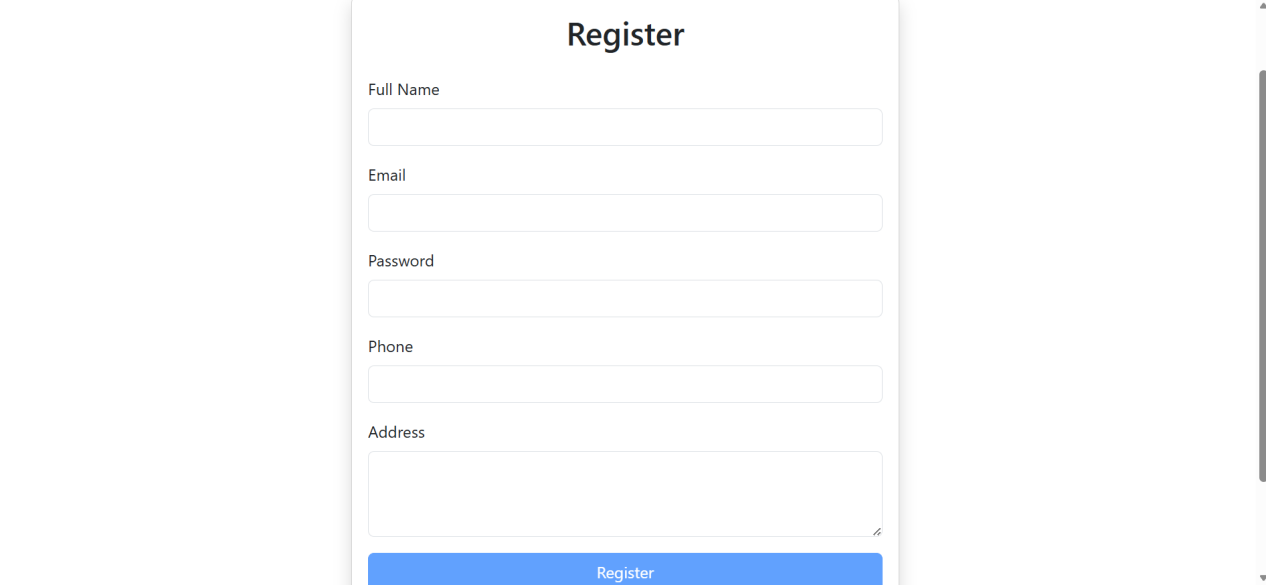 Register
Full Name
Email
Password
Phone
Address
Register